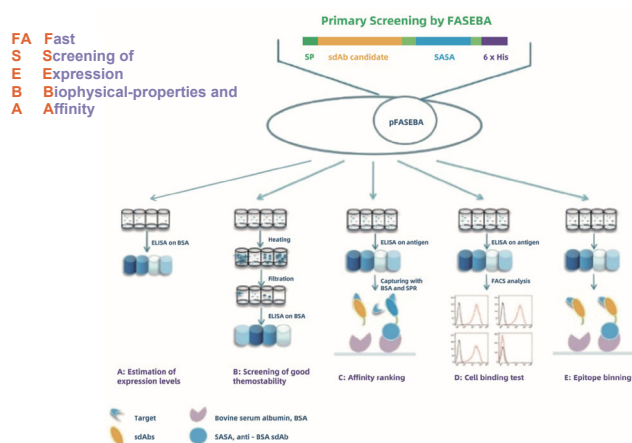 Primary Screening by FASEBA
FA Fast
S Screening of
E Expression
B Biophysical-properties and
A Affinity
SP sdAb candidate SASA 6 x His
pFASEBA
ELISA on BSA
Heating
Filtration
ELISA on BSA
ELISA on antigen
Capturing with
BSA and SPR
ELISA on antigen
FACS analysis
A: Estimation of
expression levels
B: Screening of good
themostability
C: Affinity ranking
D: Cell binding test
E: Epitope binning
Target
Bovine serum albumin, BSA
sdAbs
SASA, anti - BSA sdAb